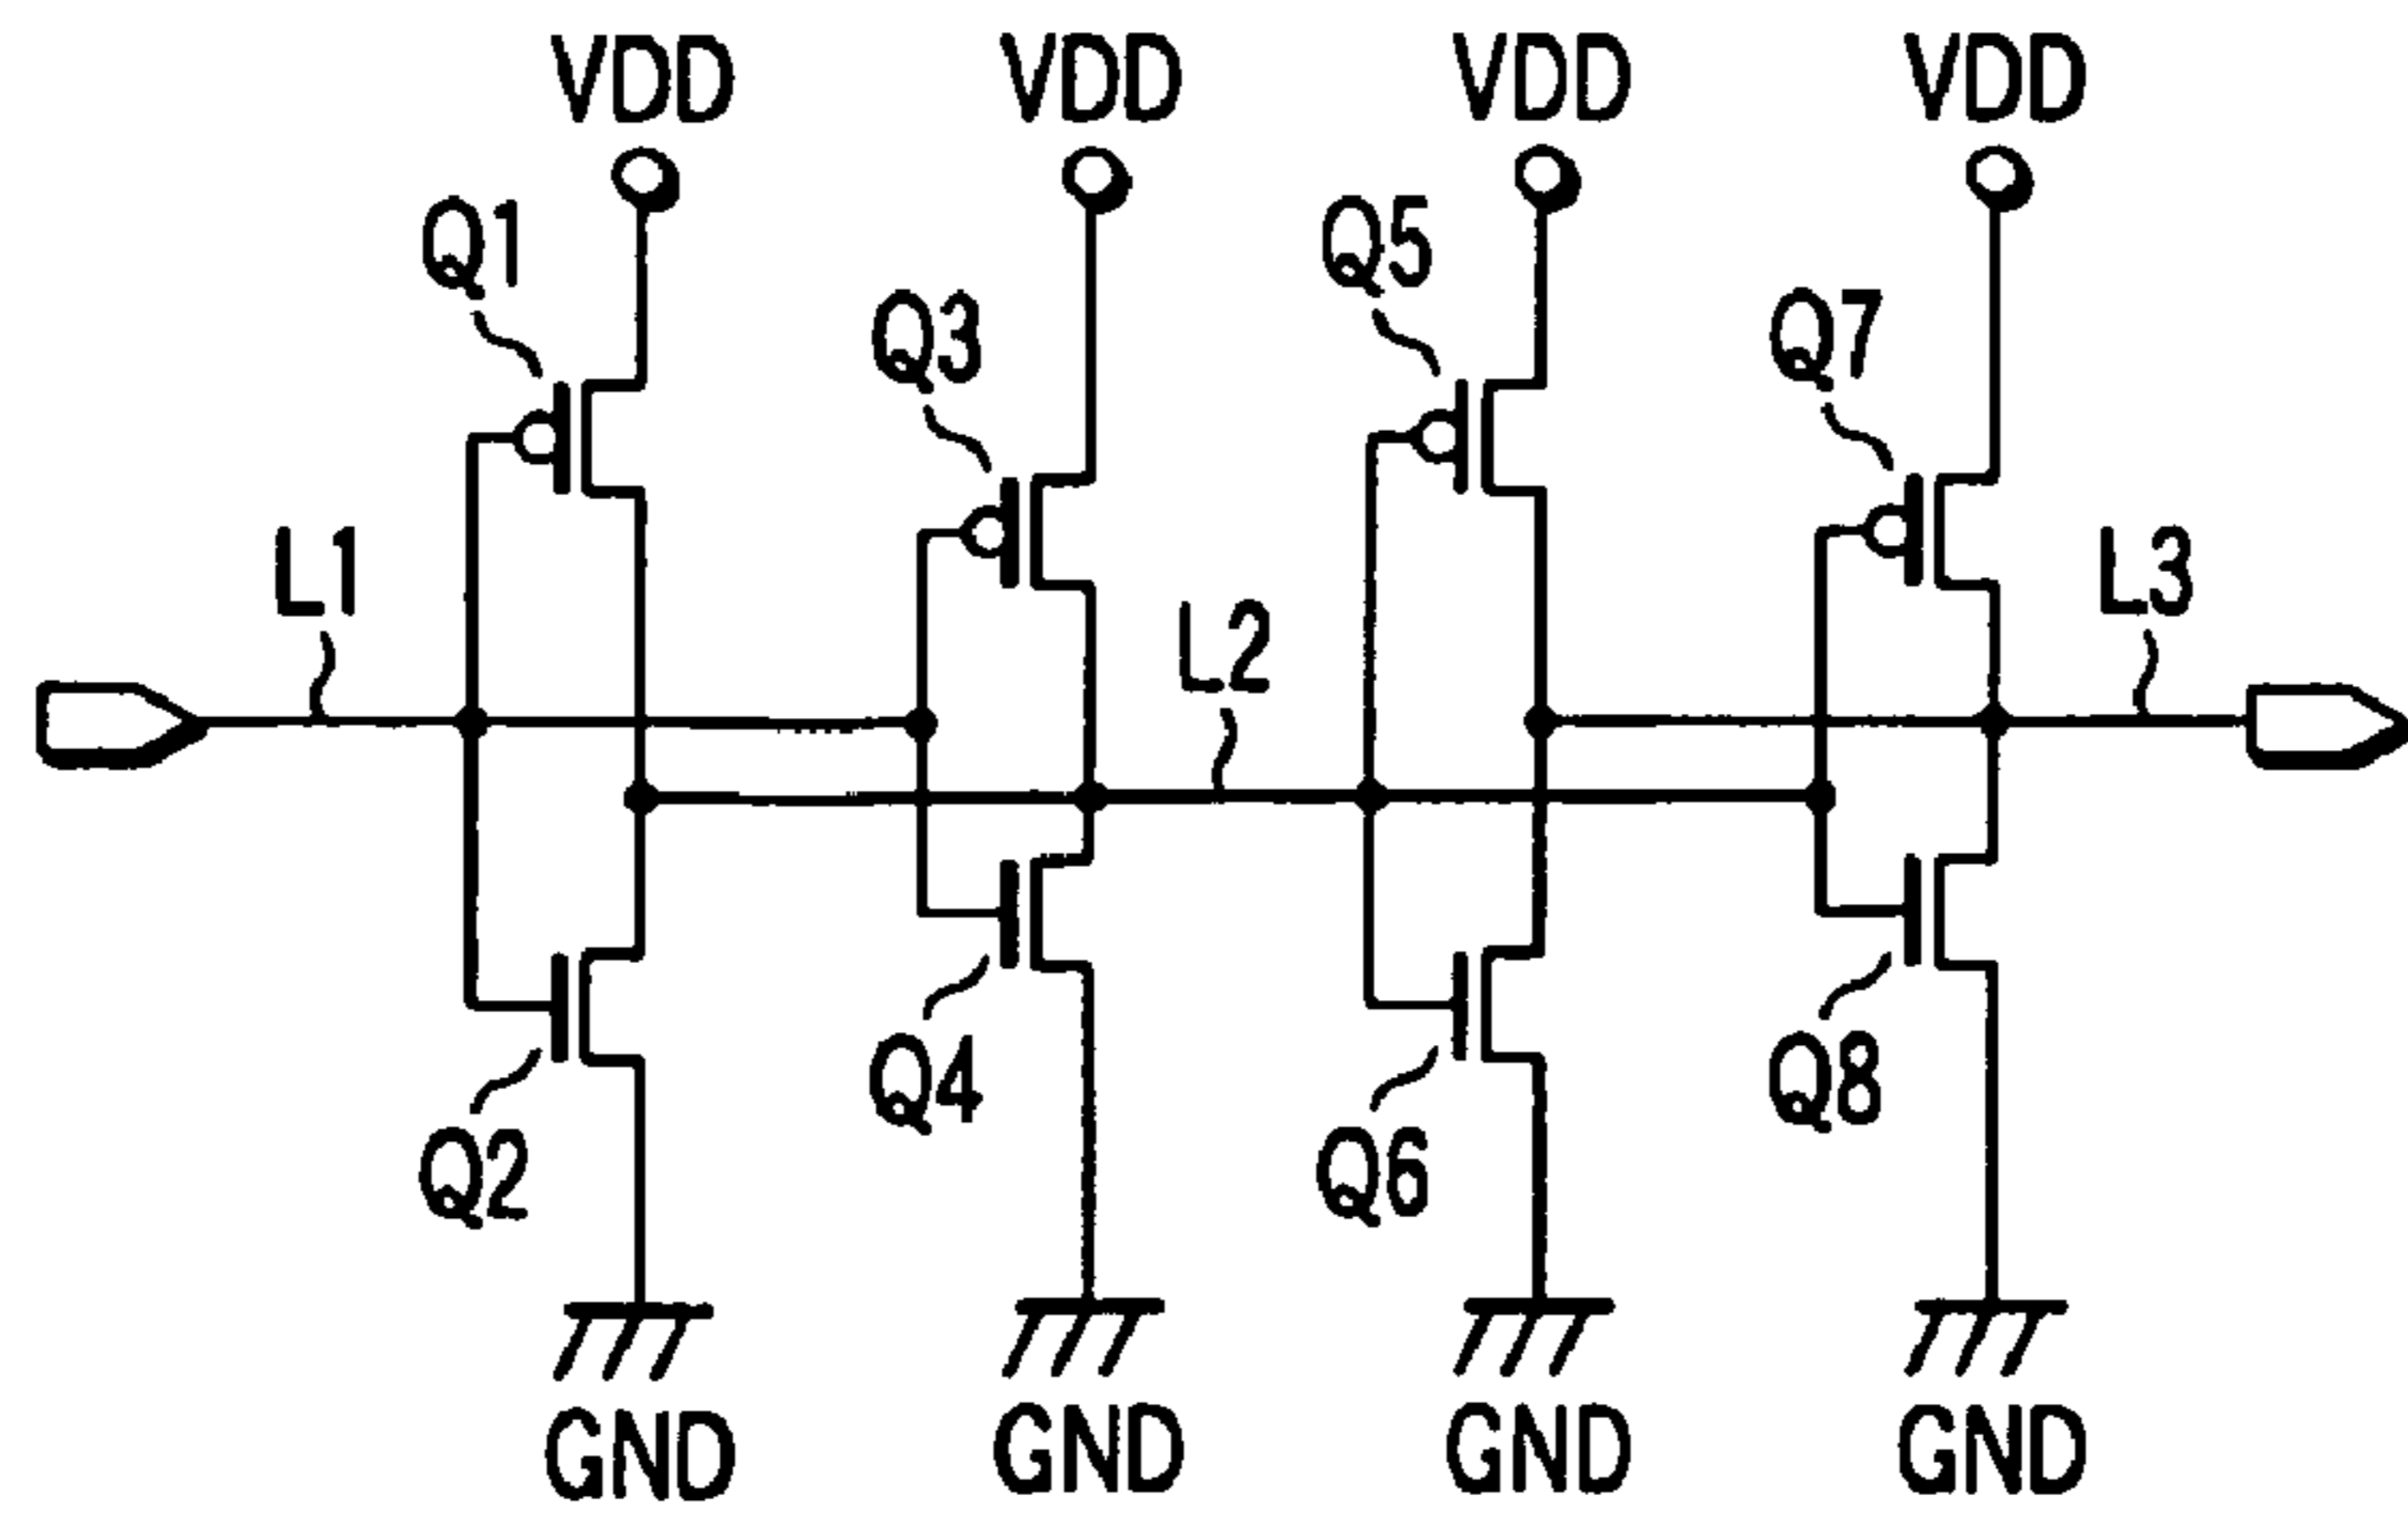 VDD VDD VDD VDD
Q1 Q5
Q3 Q7
L1 L3
L2
Q4 Q8
Q2 Q6
GND GND GND GND